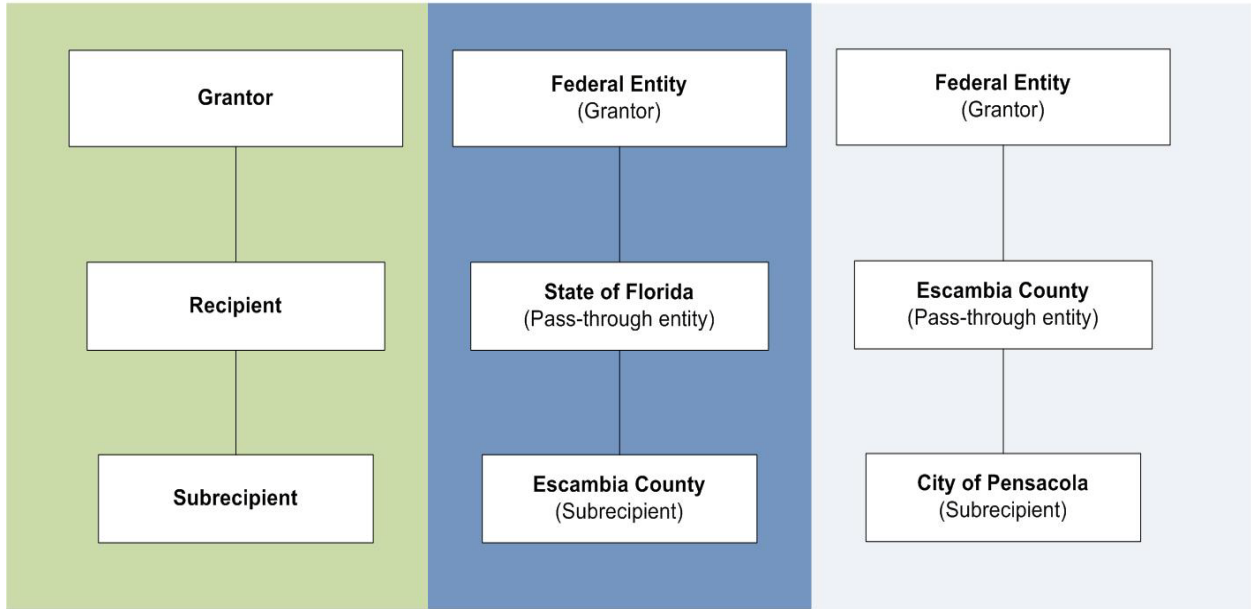 Grantor
Recipient
Subrecipient
Federal Entity
(Grantor)
State of Florida
(Pass-through entity)
Escambia County
(Subrecipient)
Federal Entity
(Grantor)
Escambia County
(Pass-through entity)
City of Pensacola
(Subrecipient)